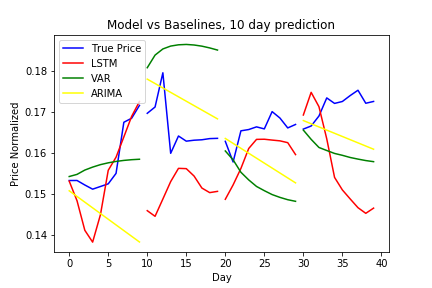 Model vs Baselines, 10 day prediction
True Price
LSTM
VAR
ARIMA
Price Normalized
0.18
0.17
0.16
0.15
0.14
0 5 10 15 20 25 30 35 40
Day